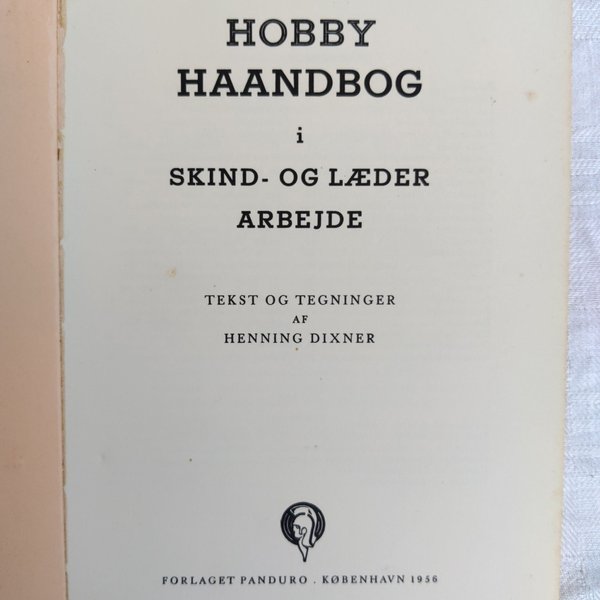 HOBBY
HAANDBOG
i
SKIND- OG LÆDER
ARBEJDE
TEKST OG TEGNINGER
AF
HENNING DIXNER
FORLAGET PANDURO . KØBENHAVN 1956